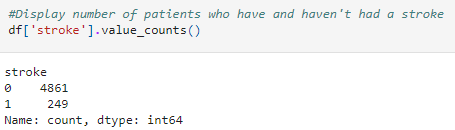 #Display number of patients who have and haven't had a stroke
df['stroke'].value_counts()
stroke
0    4861
1     249
Name: count, dtype: int64